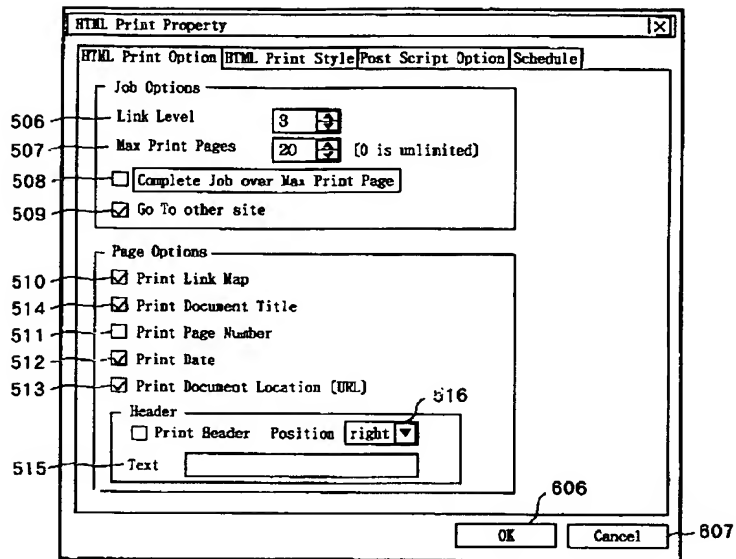 HTML Print Property
HTML Print Option HTML Print Style Post Script Option Schedule
Job Options
506 Link Level 3
507 Max Print Pages 20 (0 is unlimited)
508 Complete Job over Max Print Page
509 Go To other site
Page Options
510 Print Link Map
514 Print Document Title
511 Print Page Number
512 Print Date
513 Print Document Location (URL)
516
Header
Print Header Position right
515 Text
606
OK Cancel 607